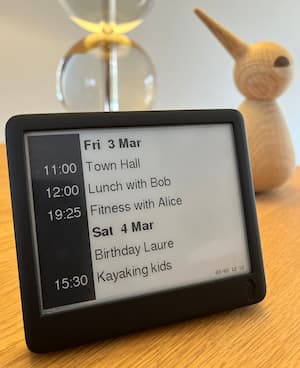 Fri 3 Mar
11:00 Town Hall
12:00 Lunch with Bob
19:25 Fitness with Alice
Sat 4 Mar
Birthday Laure
15:30 Kayaking kids